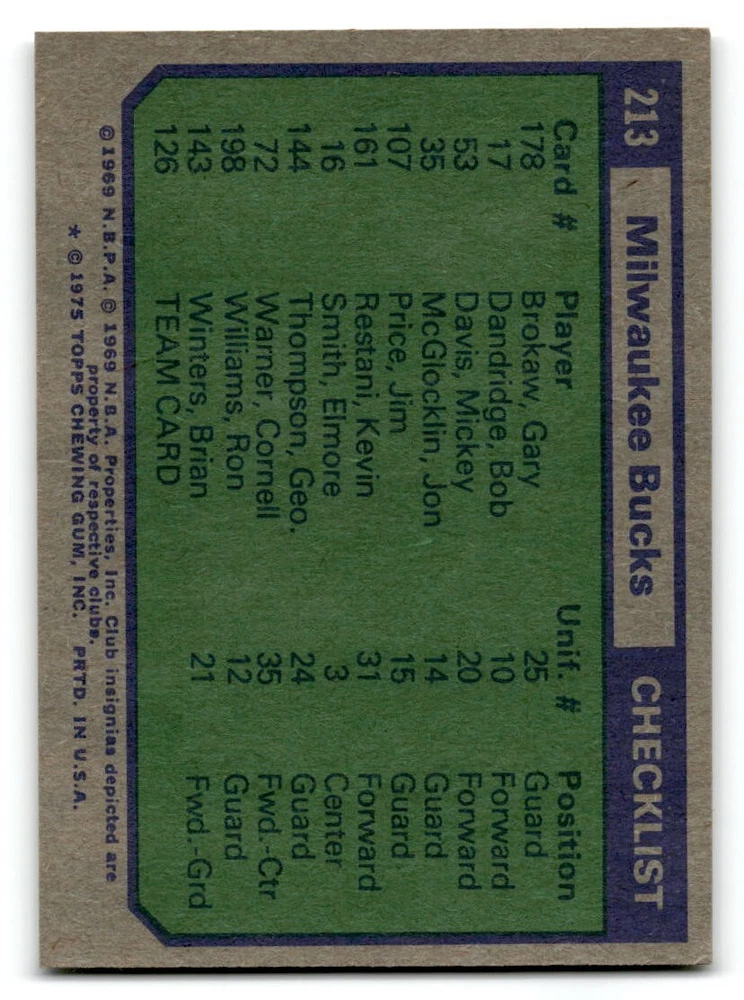 213 Milwaukee Bucks CHECKLIST
Card # Player Unif. # Position
178 Brokaw, Gary 25 Guard
17 Dandridge, Bob 10 Forward
53 Davis, Mickey 20 Forward
35 McGlocklin, Jon 14 Guard
107 Price, Jim 15 Guard
161 Restani, Kevin 31 Forward
16 Smith, Elmore 3 Center
144 Thompson, Geo. 24 Guard
72 Warner, Cornell 35 Fwd.-Ctr
198 Williams, Ron 12 Guard
143 Winters, Brian 21 Fwd.-Grd
126 TEAM CARD
©1969 N.B.P.A. © 1969 N.B.A. Properties, Inc. Club insignias depicted are
property of respective clubs.
* © 1975 TOPPS CHEWING GUM, INC. PRTD. IN U.S.A.